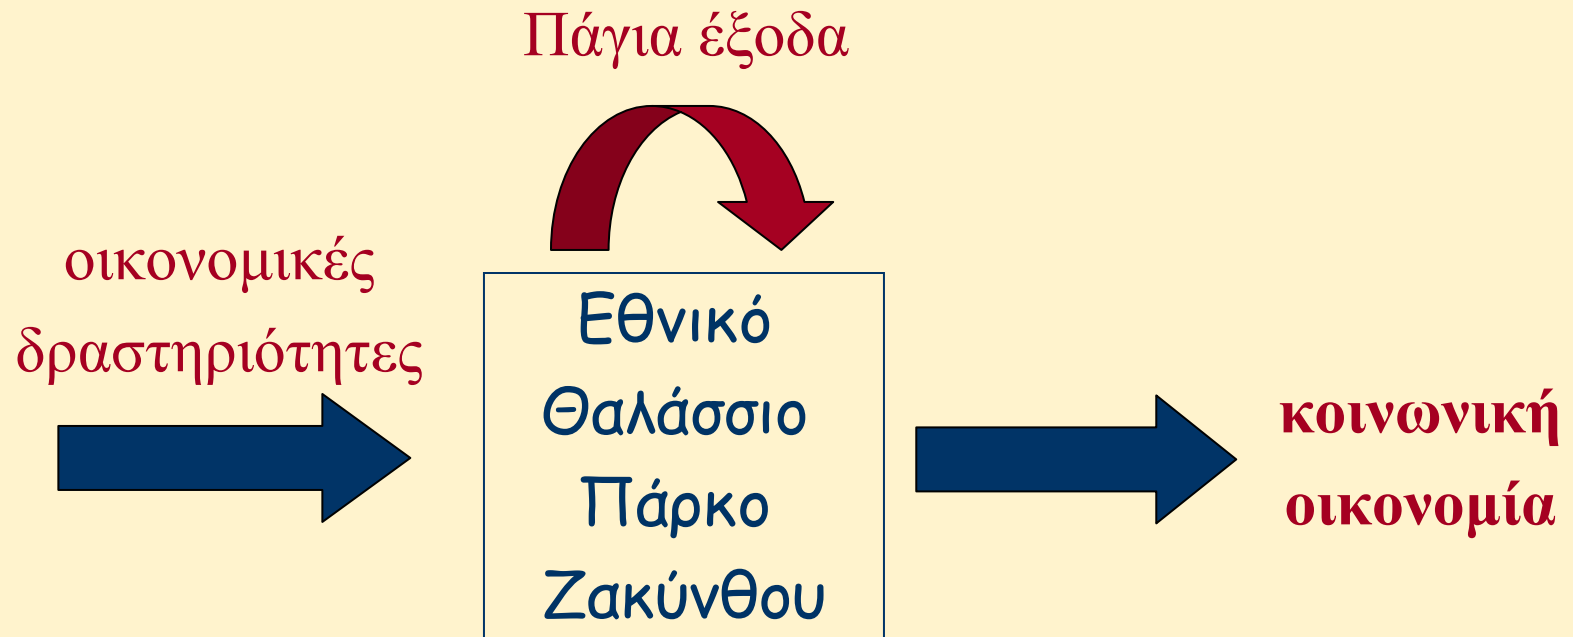 Πάγια έξοδα
οικονομικές
δραστηριότητες
Εθνικό
Θαλάσσιο
Πάρκο
Ζακύνθου
κοινωνική
οικονομία